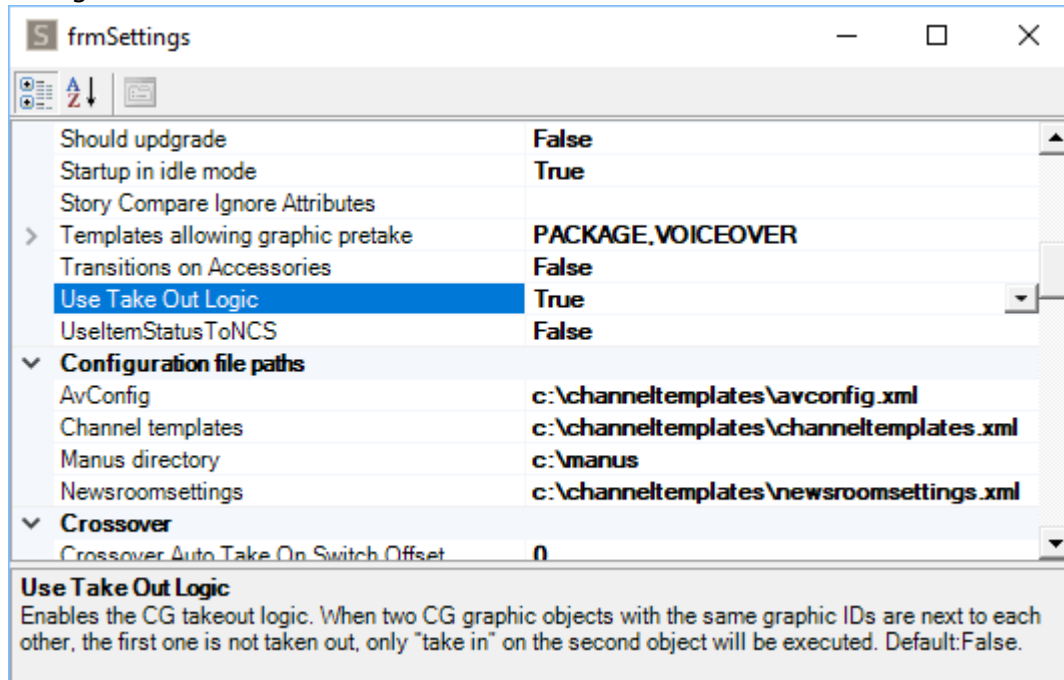 frmSettings
Should updgrade False
Startup in idle mode True
Story Compare Ignore Attributes
Templates allowing graphic pretake PACKAGE,VOICEOVER
Transitions on Accessories False
Use Take Out Logic True
UseItemStatusToNCS False
Configuration file paths
AvConfig c:\channeltemplates\avconfig.xml
Channel templates c:\channeltemplates\channeltemplates.xml
Manus directory c:\manus
Newsroomsettings c:\channeltemplates\newsroomsettings.xml
Crossover
Crossover Auto Take On Switch Offset 0
Use Take Out Logic
Enables the CG takeout logic. When two CG graphic objects with the same graphic IDs are next to each
other, the first one is not taken out, only "take in" on the second object will be executed. Default:False.